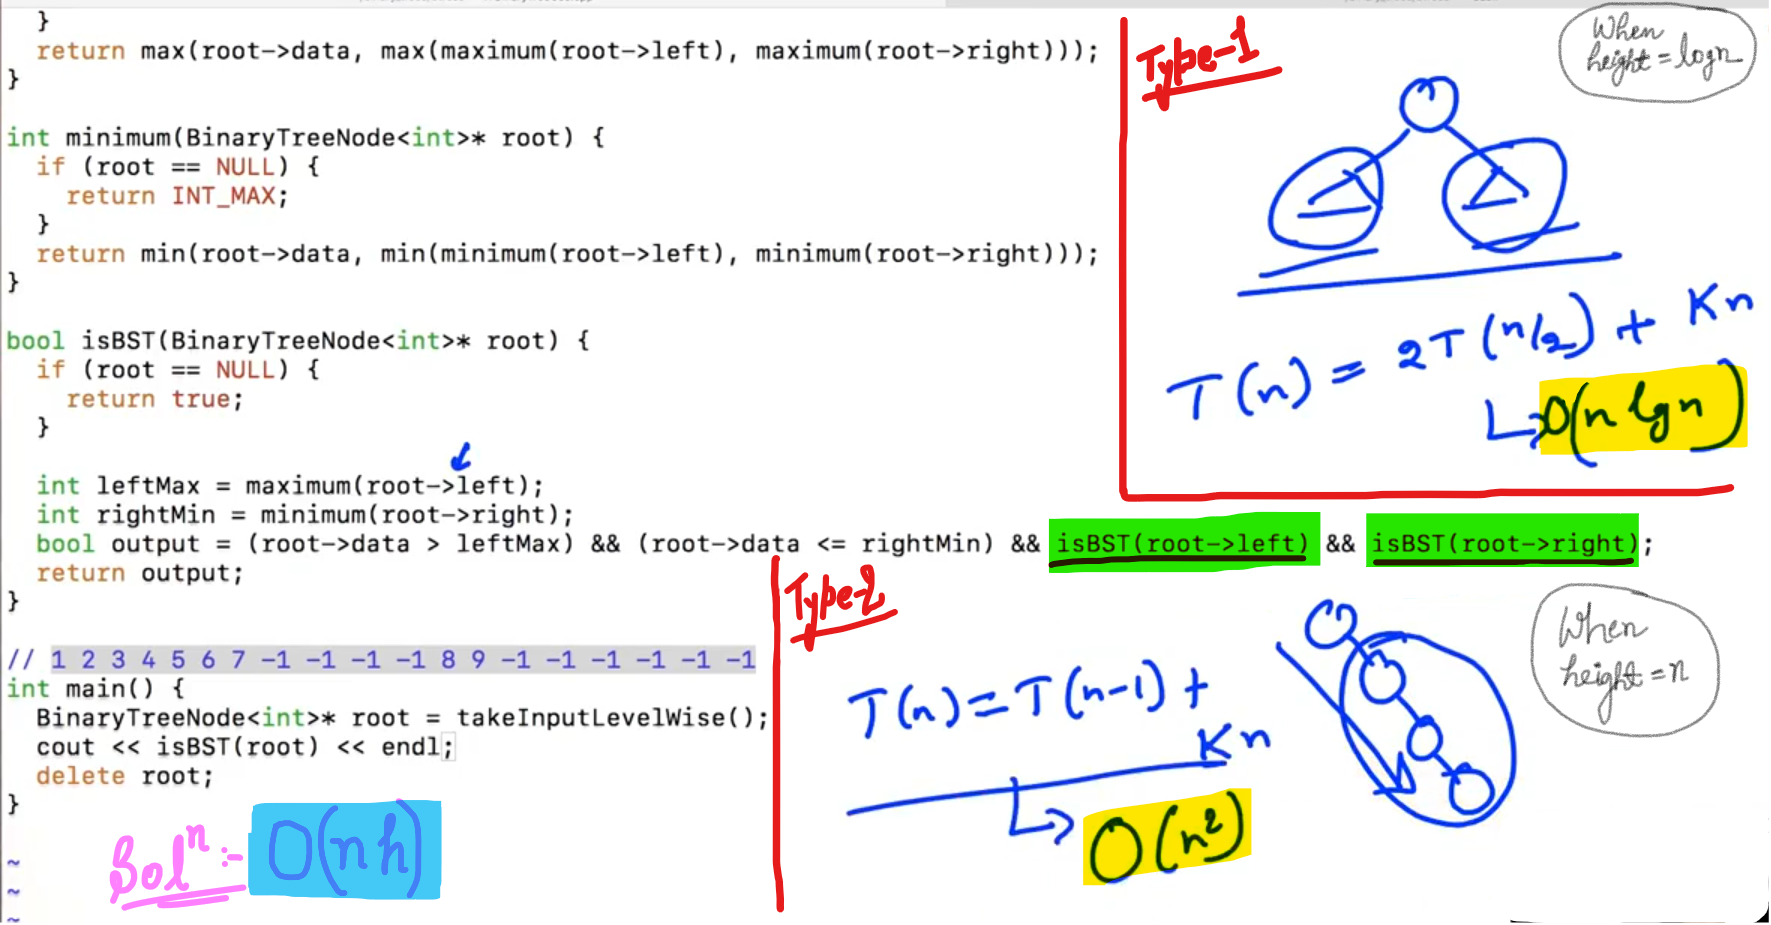 }
return max(root->data, max(maximum(root->left), maximum(root->right)));
}
int minimum(BinaryTreeNode<int>* root) {
if (root == NULL) {
return INT_MAX;
}
return min(root->data, min(minimum(root->left), minimum(root->right)));
}
bool isBST(BinaryTreeNode<int>* root) {
if (root == NULL) {
return true;
}
int leftMax = maximum(root->left);
int rightMin = minimum(root->right);
bool output = (root->data > leftMax) && (root->data <= rightMin) && isBST(root->left) && isBST(root->right);
return output;
}
// 1 2 3 4 5 6 7 -1 -1 -1 -1 8 9 -1 -1 -1 -1 -1 -1
int main() {
BinaryTreeNode<int>* root = takeInputLevelWise();
cout << isBST(root) << endl;
delete root;
}
~
~
~
Solⁿ :- O(nh)
Type-1
When
height = logn
T(n) = 2T(n/2) + Kn
O(n lgn)
Type-2
When
height = n
T(n) = T(n-1) +
Kn
O(n²)